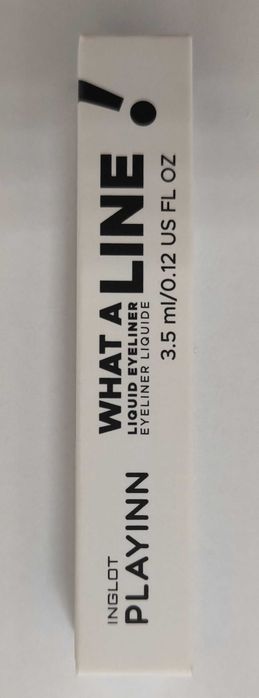 INGLOT
PLAYINN
WHAT A
LINE!
LIQUID EYELINER
EYELINER LIQUIDE
3.5 ml/0.12 US FL OZ